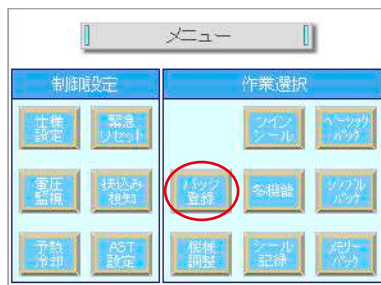 メニュー
制御設定
作業選択
仕様
設定
緊急
リセット
ツイン
シール
ベーシック
パック
電圧
監視
挟込み
検知
パック
登録
多機能
シンプル
パック
予熱
冷却
AST
設定
機械
調整
シール
記録
メモリー
パック